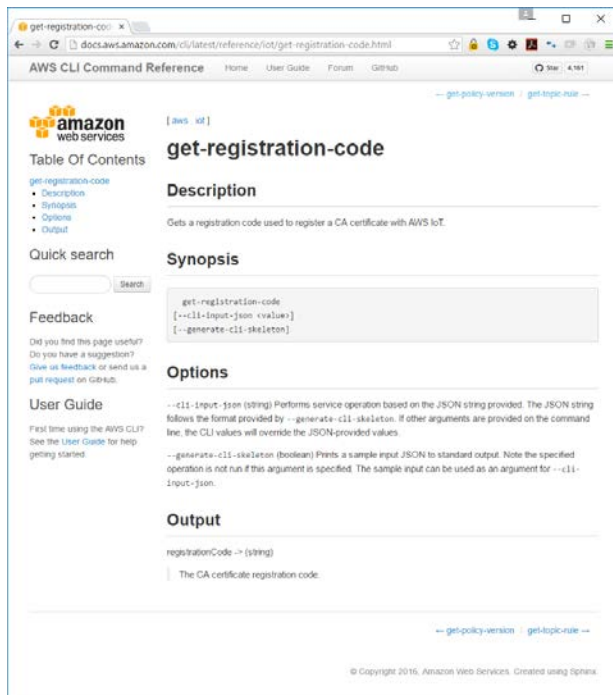 get-registration-cod
docs.aws.amazon.com/cli/latest/reference/iot/get-registration-code.html
AWS CLI Command Reference Home User Guide Forum GitHub Star 4,161
← get-policy-version / get-topic-rule →
amazon
web services
Table Of Contents
get-registration-code
Description
Synopsis
Options
Output
Quick search
Search
Feedback
Did you find this page useful?
Do you have a suggestion?
Give us feedback or send us a
pull request on GitHub.
User Guide
First time using the AWS CLI?
See the User Guide for help
getting started
[ aws . iot ]
get-registration-code
Description
Gets a registration code used to register a CA certificate with AWS IoT.
Synopsis
get-registration-code
[--cli-input-json <value>]
[--generate-cli-skeleton]
Options
--cli-input-json (string) Performs service operation based on the JSON string provided. The JSON string
follows the format provided by --generate-cli-skeleton. If other arguments are provided on the command
line, the CLI values will override the JSON-provided values.
--generate-cli-skeleton (boolean) Prints a sample input JSON to standard output. Note the specified
operation is not run if this argument is specified. The sample input can be used as an argument for --cli-
input-json.
Output
registrationCode -> (string)
The CA certificate registration code.
← get-policy-version / get-topic-rule →
© Copyright 2016, Amazon Web Services. Created using Sphinx.